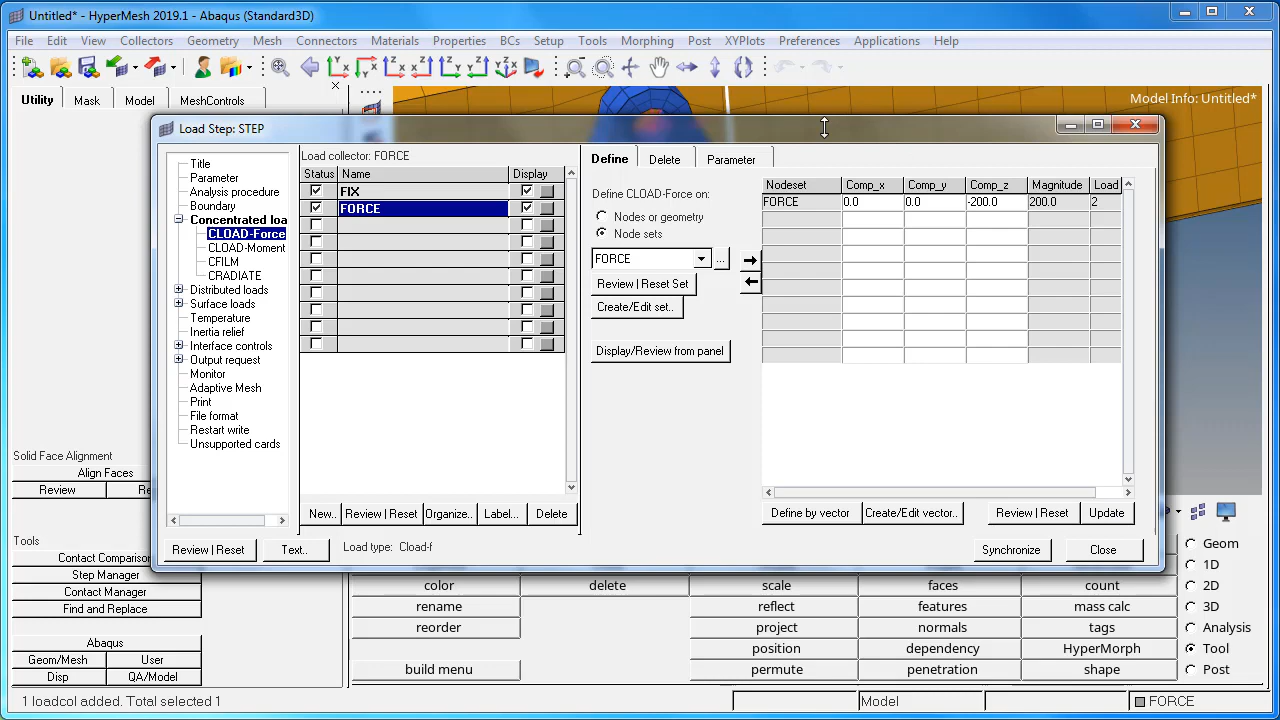 Untitled* - HyperMesh 2019.1 - Abaqus (Standard3D)
File Edit View Collectors Geometry Mesh Connectors Materials Properties BCs Setup Tools Morphing Post XYPlots Preferences Applications Help
Utility Mask Model MeshControls
Model Info: Untitled*
Load Step: STEP
Title
Parameter
Analysis procedure
Boundary
Concentrated loa
CLOAD-Force
CLOAD-Moment
CFILM
CRADIATE
Distributed loads
Surface loads
Temperature
Inertia relief
Interface controls
Output request
Monitor
Adaptive Mesh
Print
File format
Restart write
Unsupported cards
Review | Reset Text..
Load collector: FORCE
Status Name Display
FIX
FORCE
New.. Review | Reset Organize.. Label... Delete
Load type: Cload-f
Define Delete Parameter
Define CLOAD-Force on:
Nodes or geometry
Node sets
FORCE ...
Review | Reset Set
Create/Edit set..
Display/Review from panel
Nodeset Comp_x Comp_y Comp_z Magnitude Load
FORCE 0.0 0.0 -200.0 200.0 2
Define by vector Create/Edit vector.. Review | Reset Update
Synchronize Close
Solid Face Alignment
Align Faces
Review Re
Tools
Contact Comparison
Step Manager
Contact Manager
Find and Replace
Abaqus
Geom/Mesh User
Disp QA/Model
color delete scale faces count
rename reflect features mass calc
reorder project normals tags
position dependency HyperMorph
build menu permute penetration shape
Geom
1D
2D
3D
Analysis
Tool
Post
1 loadcol added. Total selected 1 Model FORCE